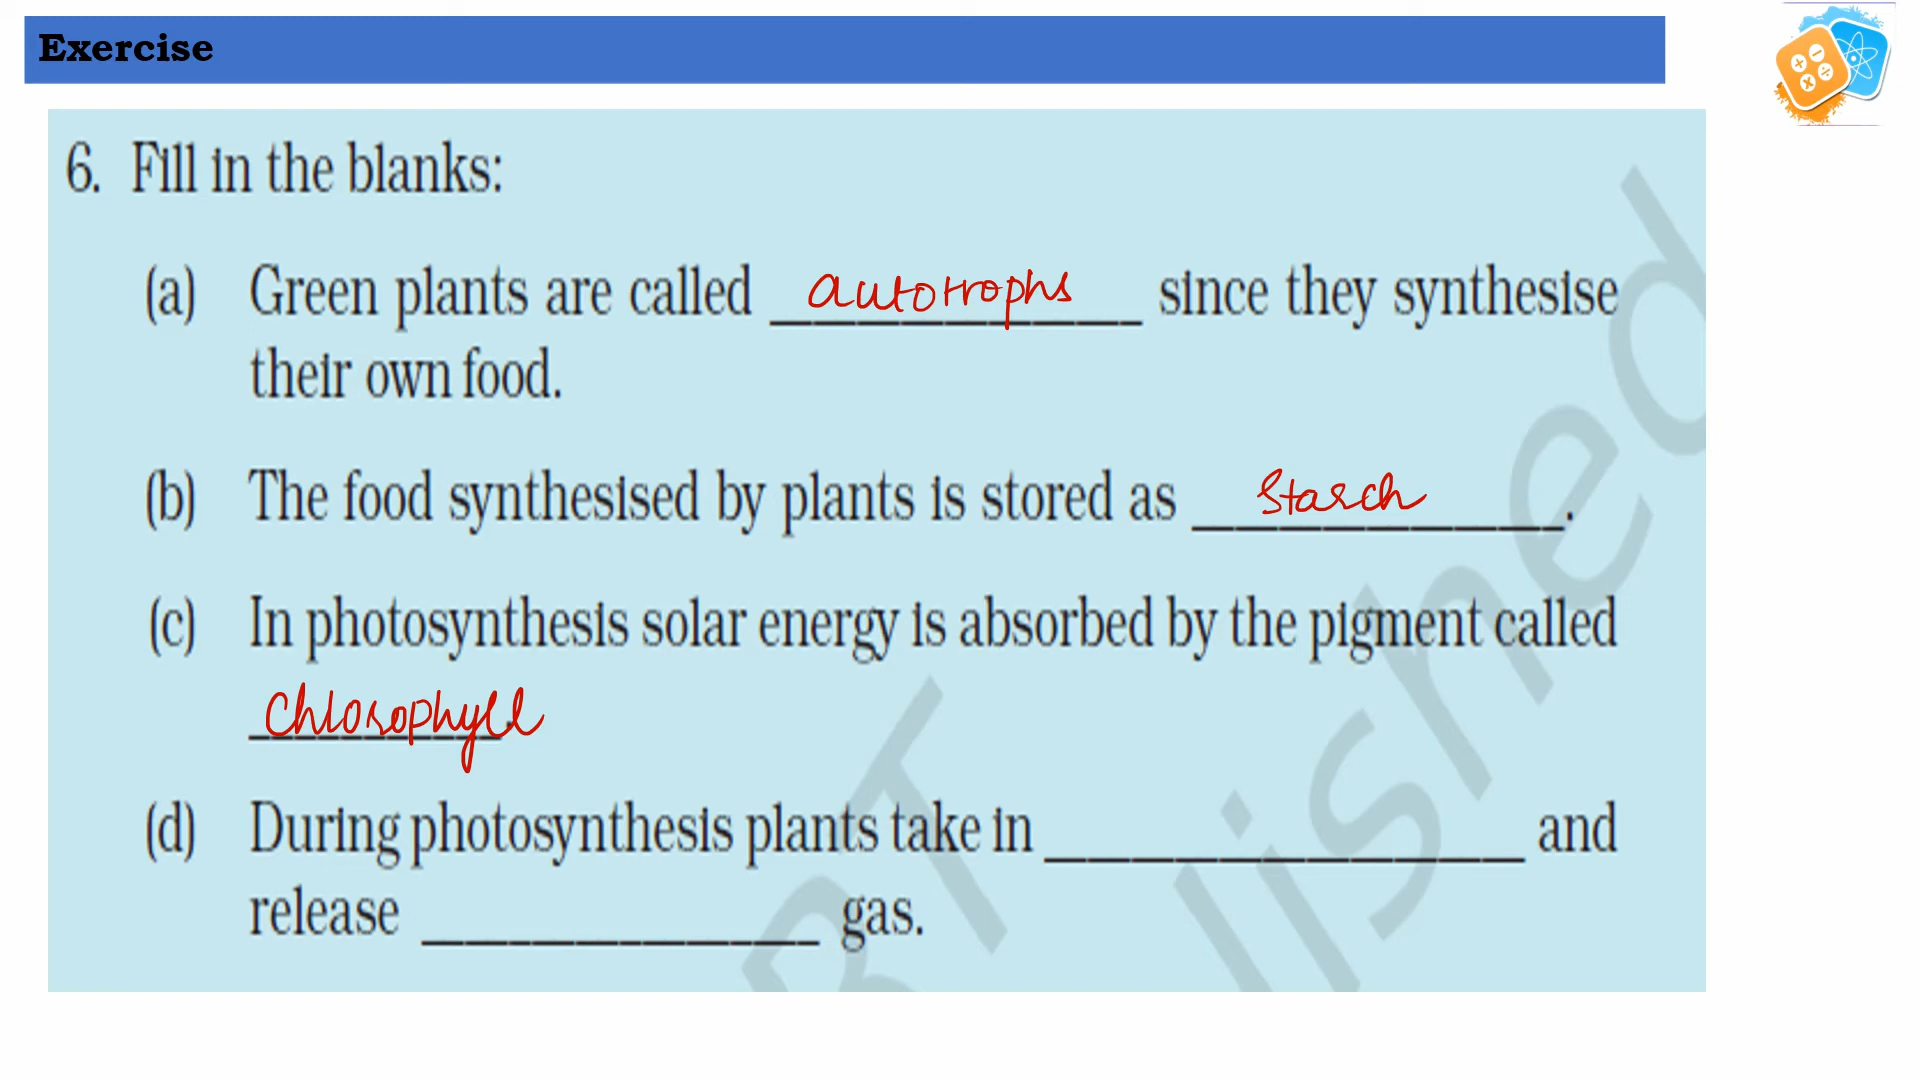 Exercise
6. Fill in the blanks:
(a) Green plants are called autotrophs since they synthesise
their own food.
(b) The food synthesised by plants is stored as starch.
(c) In photosynthesis solar energy is absorbed by the pigment called
chlorophyll
(d) During photosynthesis plants take in ____________ and
release ____________ gas.